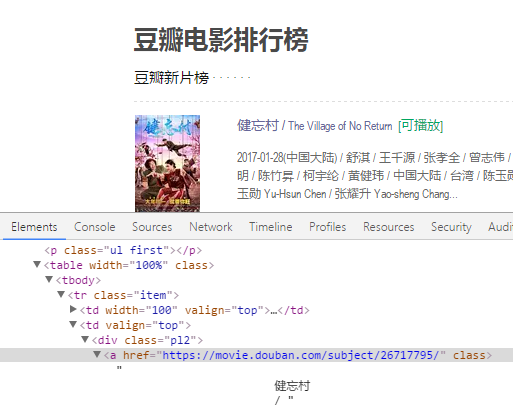 豆瓣电影排行榜
豆瓣新片榜 · · · · · ·
健忘村
健忘村 / The Village of No Return [可播放]
2017-01-28(中国大陆) / 舒淇 / 王千源 / 张孝全 / 曾志伟 /
明 / 陈竹昇 / 柯宇纶 / 黄健玮 / 中国大陆 / 台湾 / 陈玉
玉勋 Yu-Hsun Chen / 张耀升 Yao-sheng Chang...
Elements Console Sources Network Timeline Profiles Resources Security Audi
<p class="ul first"></p>
<table width="100%" class>
<tbody>
<tr class="item">
<td width="100" valign="top">…</td>
<td valign="top">
<div class="pl2">
<a href="https://movie.douban.com/subject/26717795/" class>
"
健忘村
/ "